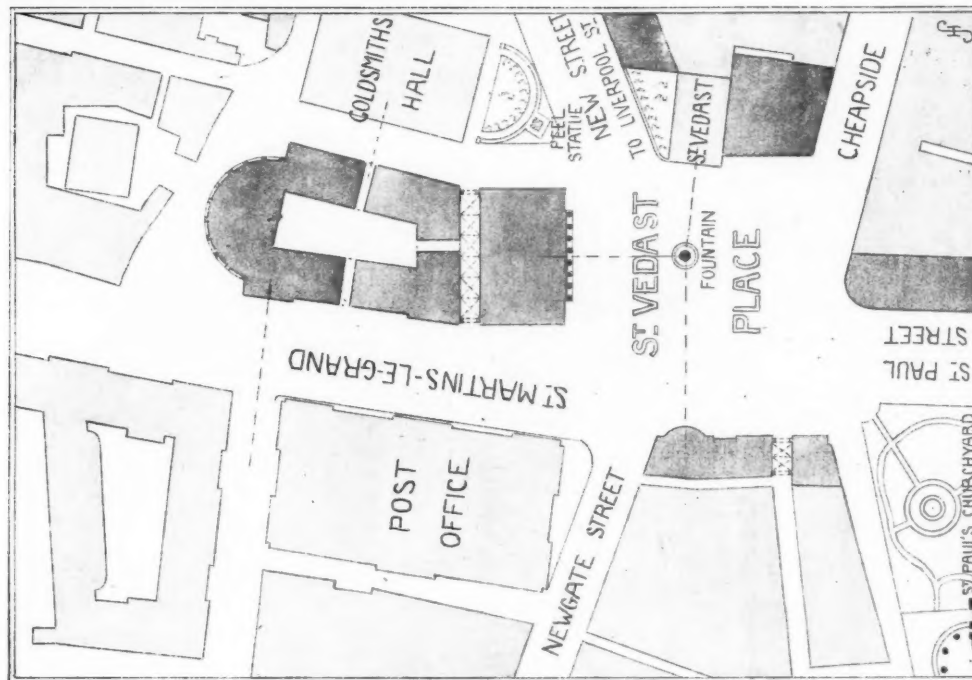 GOLDSMITHS
HALL
PEEL
STATUE
NEW STREET
TO LIVERPOOL ST.
ST VEDAST
CHEAPSIDE
ST. VEDAST
PLACE
FOUNTAIN
ST. MARTINS-LE-GRAND
ST PAUL
STREET
POST
OFFICE
NEWGATE STREET
ST. PAUL'S CHURCHYARD